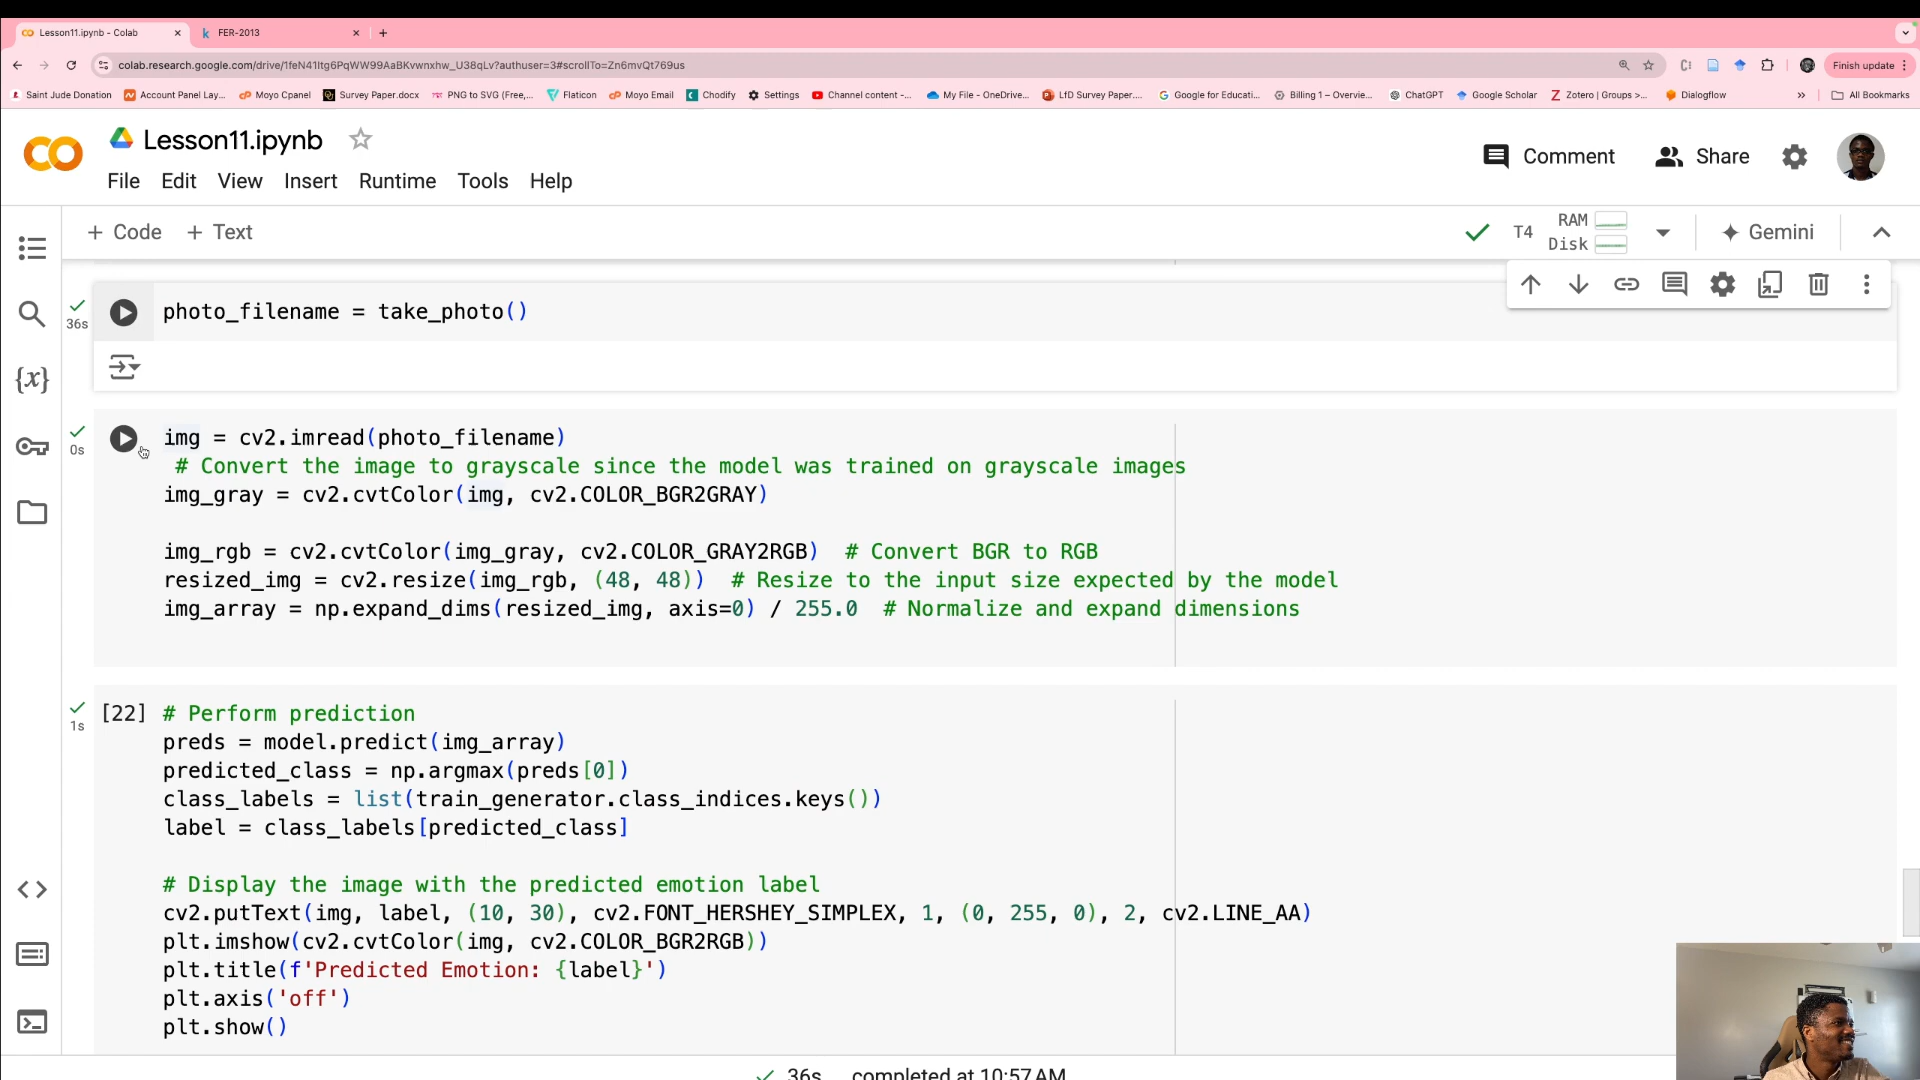 Lesson11.ipynb - Colab
FER-2013
colab.research.google.com/drive/1feN41ltg6PqWW99AaBKvwnxhw_U38qLv?authuser=3#scrollTo=Zn6mvQt769us
Finish update
Saint Jude Donation
Account Panel Lay...
Moyo Cpanel
Survey Paper.docx
PNG to SVG (Free,...
Flaticon
Moyo Email
Chodify
Settings
Channel content -...
My File - OneDrive...
LfD Survey Paper....
Google for Educati...
Billing 1 – Overvie...
ChatGPT
Google Scholar
Zotero | Groups >...
Dialogflow
»
All Bookmarks
Lesson11.ipynb
Comment
Share
File Edit View Insert Runtime Tools Help
+ Code + Text
T4
RAM
Disk
Gemini
36s
photo_filename = take_photo()
0s
img = cv2.imread(photo_filename)
# Convert the image to grayscale since the model was trained on grayscale images
img_gray = cv2.cvtColor(img, cv2.COLOR_BGR2GRAY)
img_rgb = cv2.cvtColor(img_gray, cv2.COLOR_GRAY2RGB) # Convert BGR to RGB
resized_img = cv2.resize(img_rgb, (48, 48)) # Resize to the input size expected by the model
img_array = np.expand_dims(resized_img, axis=0) / 255.0 # Normalize and expand dimensions
1s
[22] # Perform prediction
preds = model.predict(img_array)
predicted_class = np.argmax(preds[0])
class_labels = list(train_generator.class_indices.keys())
label = class_labels[predicted_class]
# Display the image with the predicted emotion label
cv2.putText(img, label, (10, 30), cv2.FONT_HERSHEY_SIMPLEX, 1, (0, 255, 0), 2, cv2.LINE_AA)
plt.imshow(cv2.cvtColor(img, cv2.COLOR_BGR2RGB))
plt.title(f'Predicted Emotion: {label}')
plt.axis('off')
plt.show()
36s completed at 10:57 AM